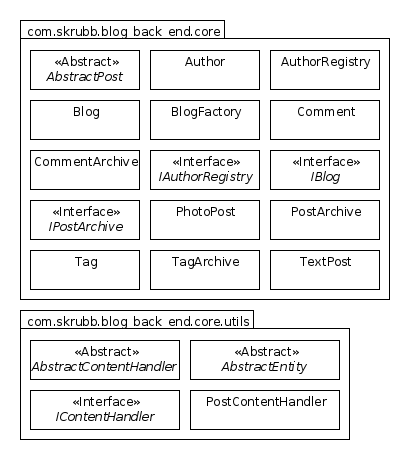 com.skrubb.blog_back_end.core
«Abstract»
AbstractPost
Author
AuthorRegistry
Blog
BlogFactory
Comment
CommentArchive
«Interface»
IAuthorRegistry
«Interface»
IBlog
«Interface»
IPostArchive
PhotoPost
PostArchive
Tag
TagArchive
TextPost
com.skrubb.blog_back_end.core.utils
«Abstract»
AbstractContentHandler
«Abstract»
AbstractEntity
«Interface»
IContentHandler
PostContentHandler